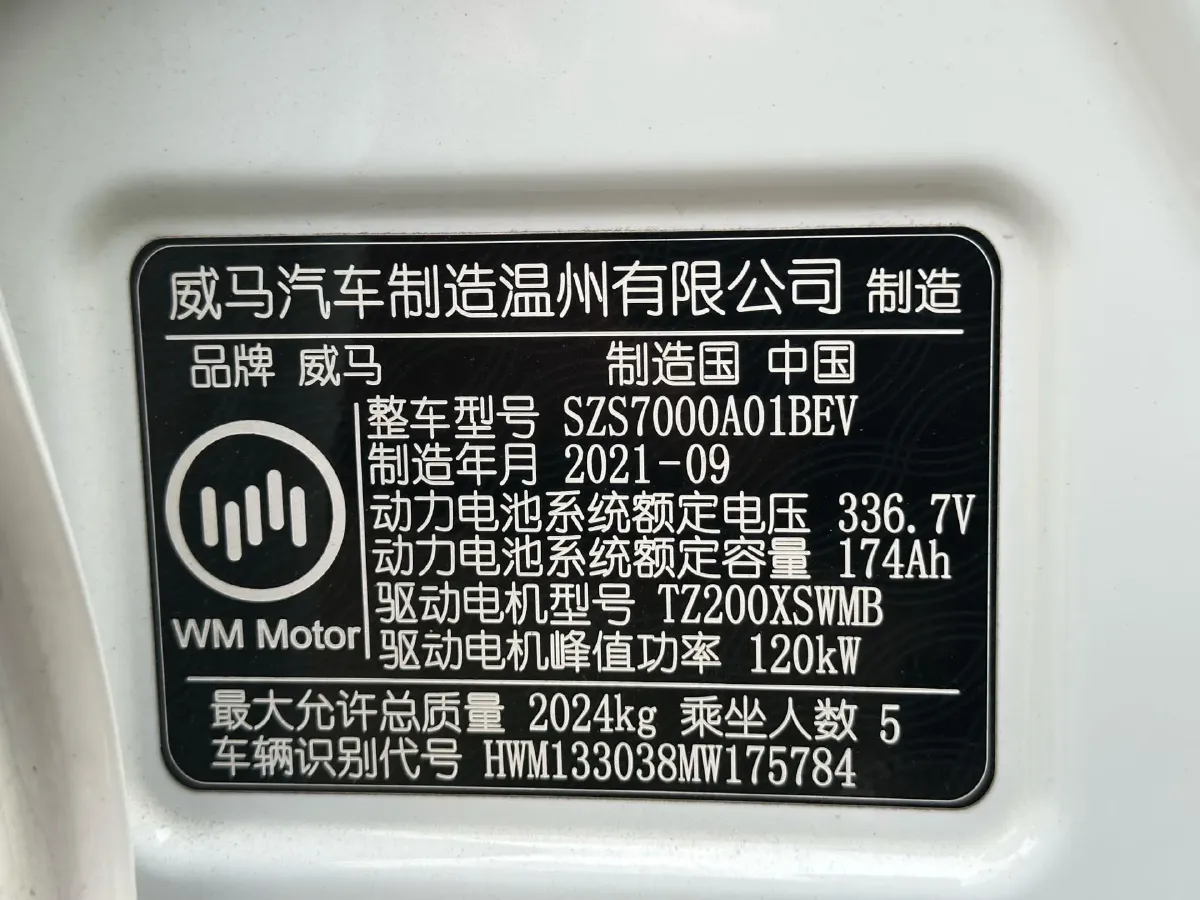 威马汽车制造温州有限公司 制造
品牌 威马 制造国 中国
整车型号 SZS7000A01BEV
制造年月 2021-09
动力电池系统额定电压 336.7V
动力电池系统额定容量 174Ah
驱动电机型号 TZ200XSWMB
驱动电机峰值功率 120kW
WM Motor
最大允许总质量 2024kg 乘坐人数 5
车辆识别代号 HWM133038MW175784